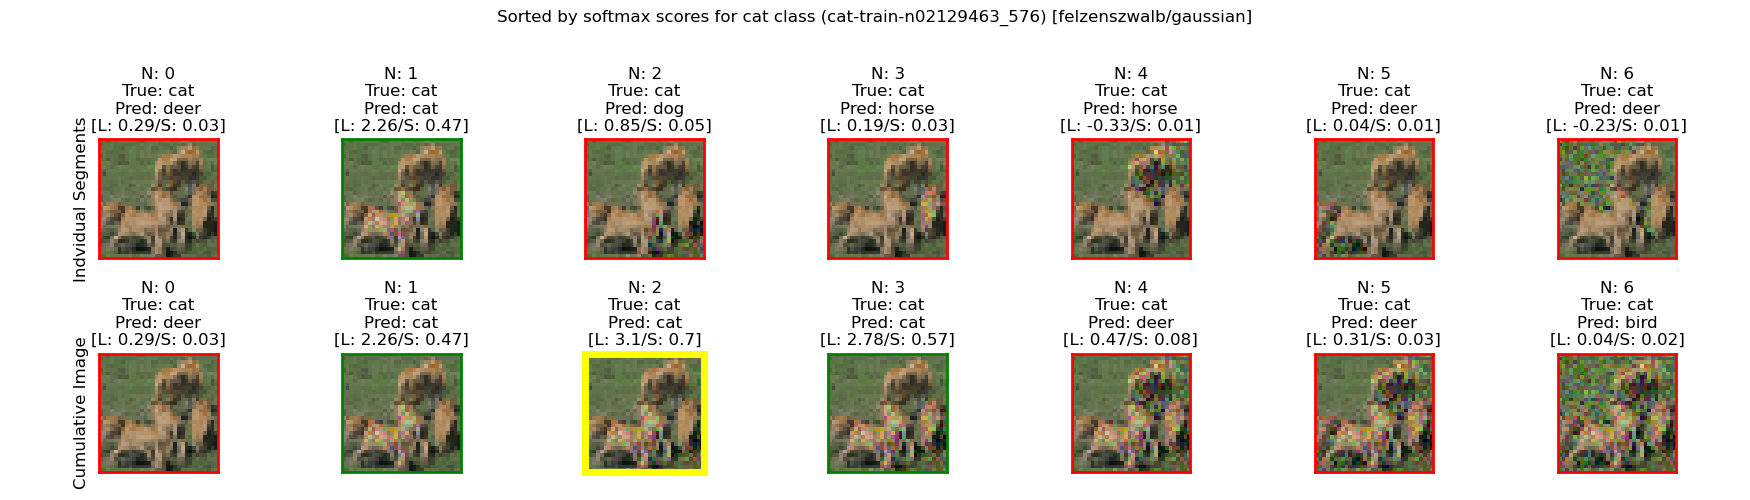 Sorted by softmax scores for cat class (cat-train-n02129463_576) [felzenszwalb/gaussian]
Indvidual Segments
N: 0
True: cat
Pred: deer
[L: 0.29/S: 0.03]
N: 1
True: cat
Pred: cat
[L: 2.26/S: 0.47]
N: 2
True: cat
Pred: dog
[L: 0.85/S: 0.05]
N: 3
True: cat
Pred: horse
[L: 0.19/S: 0.03]
N: 4
True: cat
Pred: horse
[L: -0.33/S: 0.01]
N: 5
True: cat
Pred: deer
[L: 0.04/S: 0.01]
N: 6
True: cat
Pred: deer
[L: -0.23/S: 0.01]
Cumulative Image
N: 0
True: cat
Pred: deer
[L: 0.29/S: 0.03]
N: 1
True: cat
Pred: cat
[L: 2.26/S: 0.47]
N: 2
True: cat
Pred: cat
[L: 3.1/S: 0.7]
N: 3
True: cat
Pred: cat
[L: 2.78/S: 0.57]
N: 4
True: cat
Pred: deer
[L: 0.47/S: 0.08]
N: 5
True: cat
Pred: deer
[L: 0.31/S: 0.03]
N: 6
True: cat
Pred: bird
[L: 0.04/S: 0.02]